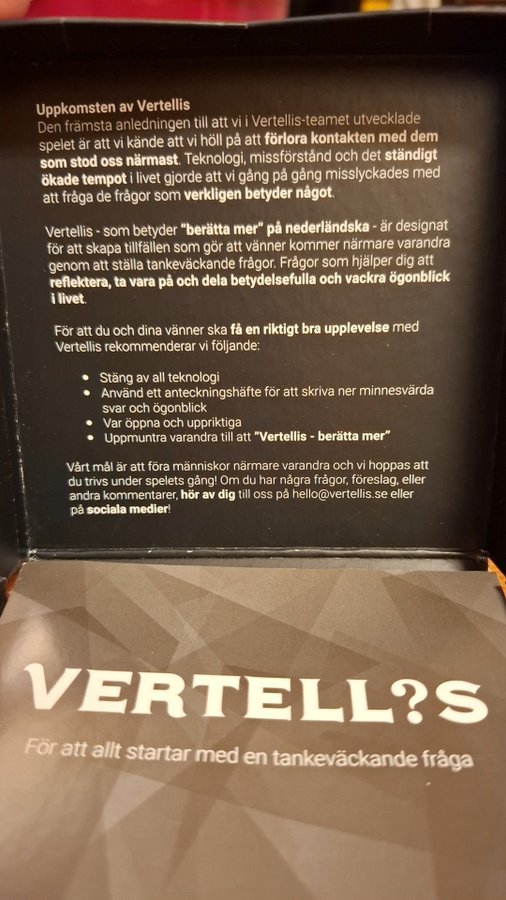 Uppkomsten av Vertellis
Den främsta anledningen till att vi i Vertellis-teamet utvecklade
spelet är att vi kände att vi höll på att förlora kontakten med dem
som stod oss närmast. Teknologi, missförstånd och det ständigt
ökade tempot i livet gjorde att vi gång på gång misslyckades med
att fråga de frågor som verkligen betyder något.
Vertellis - som betyder "berätta mer" på nederländska - är designat
för att skapa tillfällen som gör att vänner kommer närmare varandra
genom att ställa tankeväckande frågor. Frågor som hjälper dig att
reflektera, ta vara på och dela betydelsefulla och vackra ögonblick
i livet.
För att du och dina vänner ska få en riktigt bra upplevelse med
Vertellis rekommenderar vi följande:
• Stäng av all teknologi
• Använd ett anteckningshäfte för att skriva ner minnesvärda
svar och ögonblick
• Var öppna och uppriktiga
• Uppmuntra varandra till att "Vertellis - berätta mer"
Vårt mål är att föra människor närmare varandra och vi hoppas att
du trivs under spelets gång! Om du har några frågor, föreslag, eller
andra kommentarer, hör av dig till oss på hello@vertellis.se eller
på sociala medier!
VERTELL?S
För att allt startar med en tankeväckande fråga